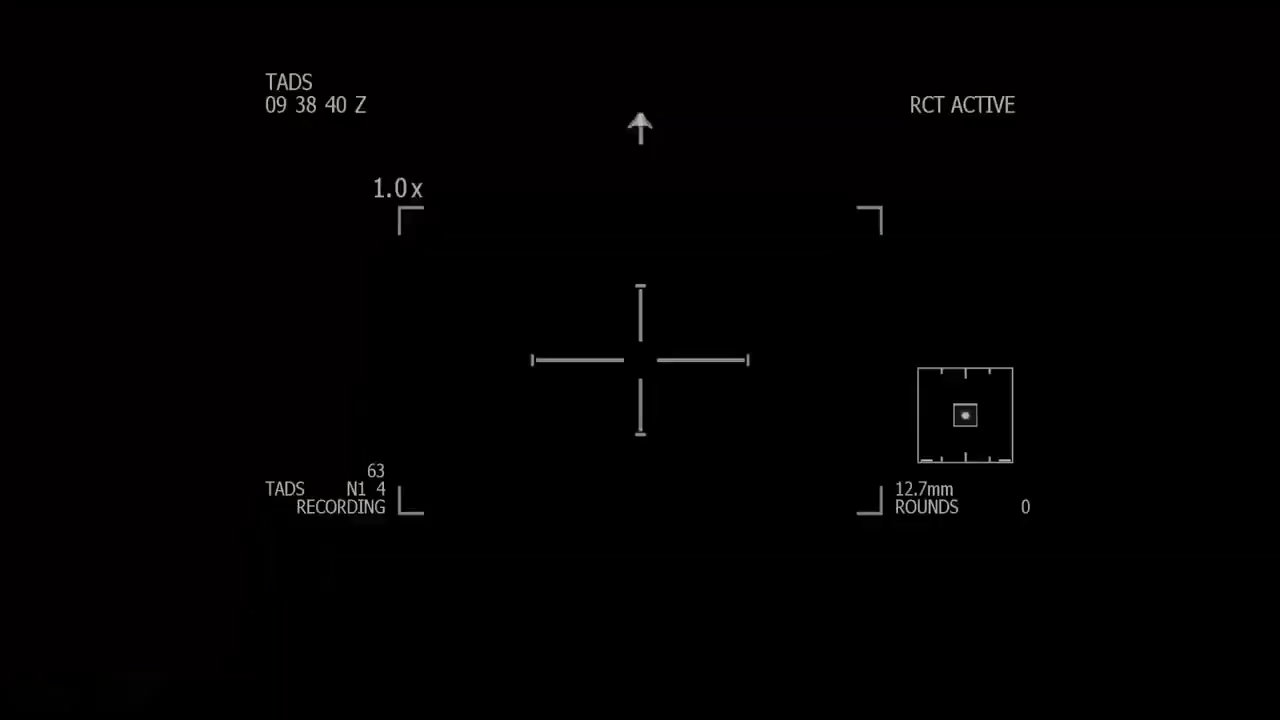 TADS
09 38 40 Z
RCT ACTIVE
1.0x
63
TADS N1 4
RECORDING
12.7mm
ROUNDS 0